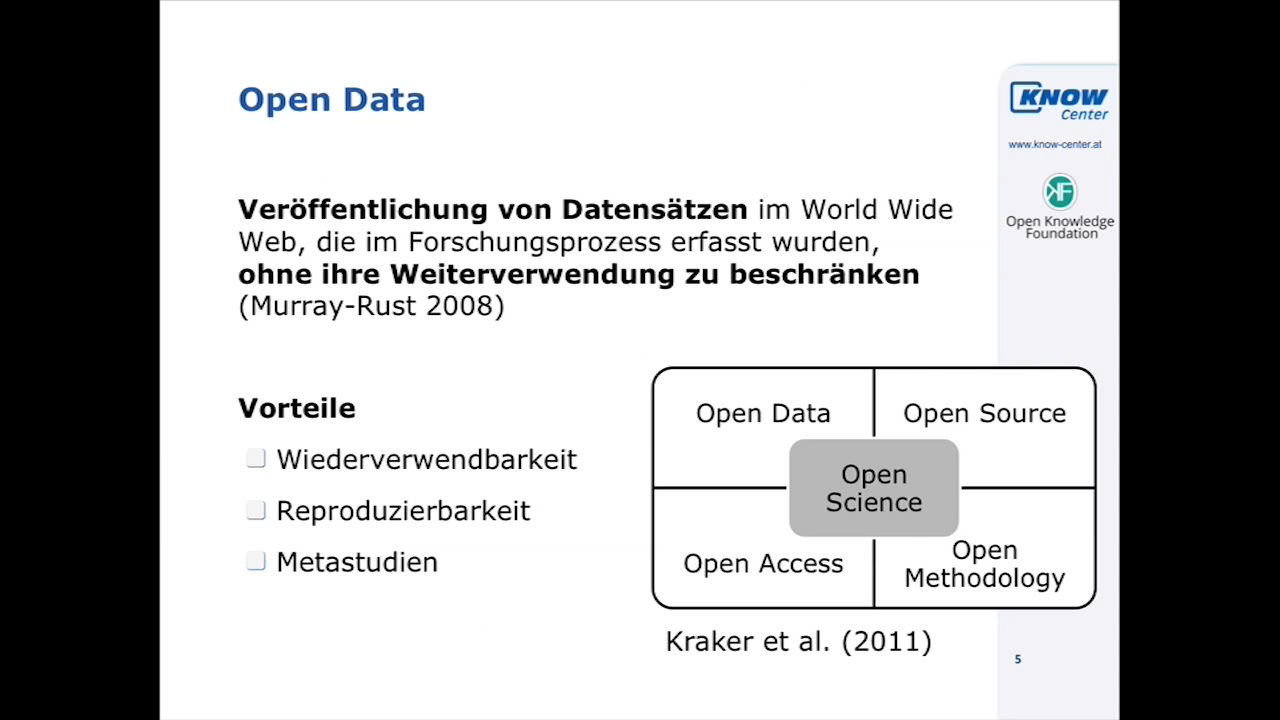 Open Data
KNOW
Center
www.know-center.at
Open Knowledge
Foundation
Veröffentlichung von Datensätzen im World Wide
Web, die im Forschungsprozess erfasst wurden,
ohne ihre Weiterverwendung zu beschränken
(Murray-Rust 2008)
Vorteile
Wiederverwendbarkeit
Reproduzierbarkeit
Metastudien
Open Data
Open Source
Open
Science
Open Access
Open
Methodology
Kraker et al. (2011)
5